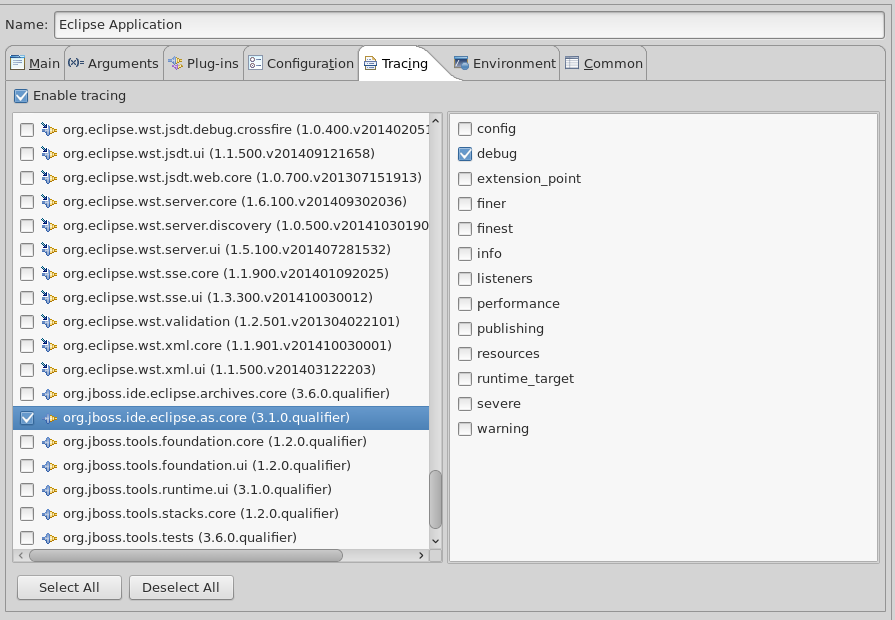 Name: Eclipse Application
Main Arguments Plug-ins Configuration Tracing Environment Common
Enable tracing
org.eclipse.wst.jsdt.debug.crossfire (1.0.400.v201402051
org.eclipse.wst.jsdt.ui (1.1.500.v201409121658)
org.eclipse.wst.jsdt.web.core (1.0.700.v201307151913)
org.eclipse.wst.server.core (1.6.100.v201409302036)
org.eclipse.wst.server.discovery (1.0.500.v20141030190
org.eclipse.wst.server.ui (1.5.100.v201407281532)
org.eclipse.wst.sse.core (1.1.900.v201401092025)
org.eclipse.wst.sse.ui (1.3.300.v201410030012)
org.eclipse.wst.validation (1.2.501.v201304022101)
org.eclipse.wst.xml.core (1.1.901.v201410030001)
org.eclipse.wst.xml.ui (1.1.500.v201403122203)
org.jboss.ide.eclipse.archives.core (3.6.0.qualifier)
org.jboss.ide.eclipse.as.core (3.1.0.qualifier)
org.jboss.tools.foundation.core (1.2.0.qualifier)
org.jboss.tools.foundation.ui (1.2.0.qualifier)
org.jboss.tools.runtime.ui (3.1.0.qualifier)
org.jboss.tools.stacks.core (1.2.0.qualifier)
org.jboss.tools.tests (3.6.0.qualifier)
config
debug
extension_point
finer
finest
info
listeners
performance
publishing
resources
runtime_target
severe
warning
Select All Deselect All